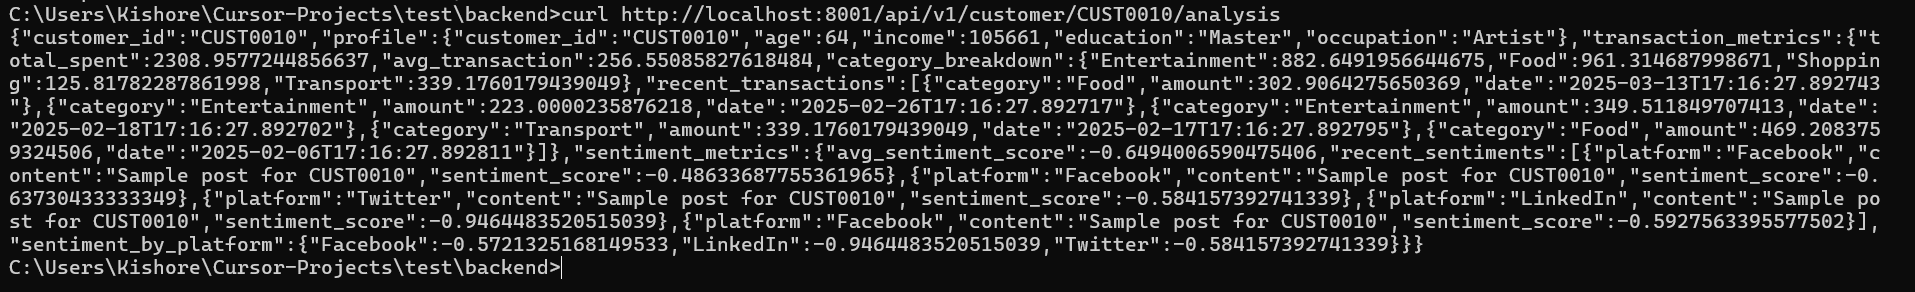 C:\Users\Kishore\Cursor-Projects\test\backend>curl http://localhost:8001/api/v1/customer/CUST0010/analysis
{"customer_id":"CUST0010","profile":{"customer_id":"CUST0010","age":64,"income":105661,"education":"Master","occupation":"Artist"},"transaction_metrics":{"t
otal_spent":2308.9577244856637,"avg_transaction":256.55085827618484,"category_breakdown":{"Entertainment":882.6491956644675,"Food":961.314687998671,"Shoppin
g":125.81782287861998,"Transport":339.1760179439049},"recent_transactions":[{"category":"Food","amount":302.9064275650369,"date":"2025-03-13T17:16:27.892743
"},{"category":"Entertainment","amount":223.0000235876218,"date":"2025-02-26T17:16:27.892717"},{"category":"Entertainment","amount":349.511849707413,"date":
"2025-02-18T17:16:27.892702"},{"category":"Transport","amount":339.1760179439049,"date":"2025-02-17T17:16:27.892795"},{"category":"Food","amount":469.208375
9324506,"date":"2025-02-06T17:16:27.892811"}]},"sentiment_metrics":{"avg_sentiment_score":-0.6494006590475406,"recent_sentiments":[{"platform":"Facebook","c
ontent":"Sample post for CUST0010","sentiment_score":-0.48633687755361965},{"platform":"Facebook","content":"Sample post for CUST0010","sentiment_score":-0.
637304333333349},{"platform":"Twitter","content":"Sample post for CUST0010","sentiment_score":-0.584157392741339},{"platform":"LinkedIn","content":"Sample po
st for CUST0010","sentiment_score":-0.9464483520515039},{"platform":"Facebook","content":"Sample post for CUST0010","sentiment_score":-0.5927563395577502}],
"sentiment_by_platform":{"Facebook":-0.5721325168149533,"LinkedIn":-0.9464483520515039,"Twitter":-0.584157392741339}}}
C:\Users\Kishore\Cursor-Projects\test\backend>